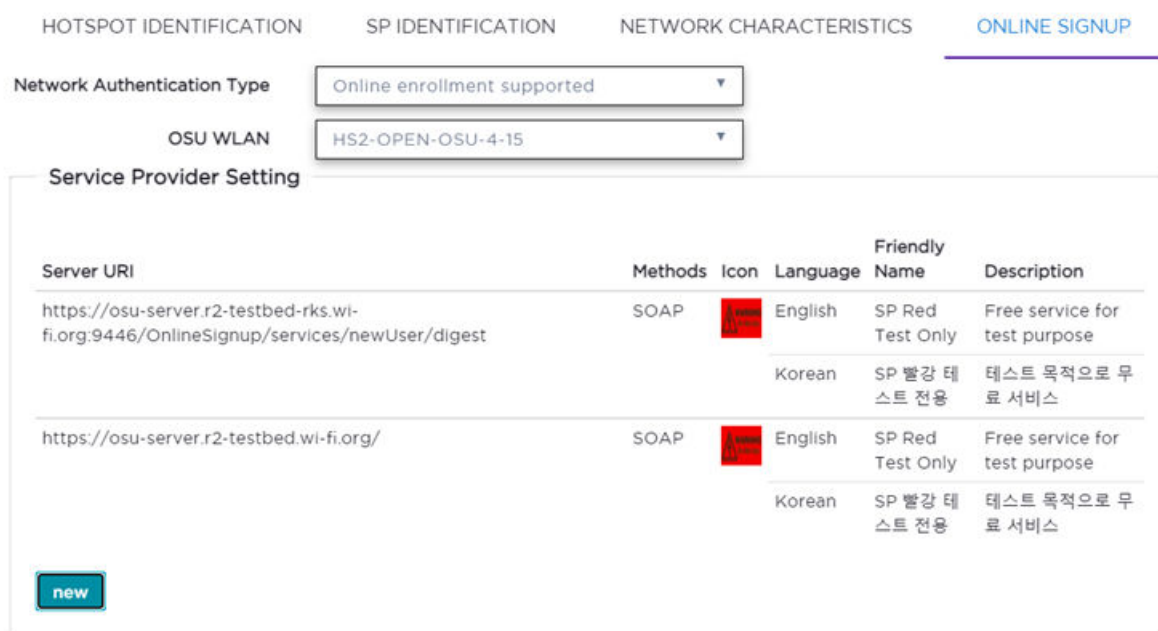 HOTSPOT IDENTIFICATION SP IDENTIFICATION NETWORK CHARACTERISTICS ONLINE SIGNUP
Network Authentication Type Online enrollment supported
OSU WLAN HS2-OPEN-OSU-4-15
Service Provider Setting
Server URI Methods Icon Language Friendly Name Description
https://osu-server.r2-testbed-rks.wi-
fi.org:9446/OnlineSignup/services/newUser/digest
SOAP
English
SP Red
Test Only
Free service for
test purpose
Korean
SP 빨강 테
스트 전용
테스트 목적으로 무
료 서비스
https://osu-server.r2-testbed.wi-fi.org/
SOAP
English
SP Red
Test Only
Free service for
test purpose
Korean
SP 빨강 테
스트 전용
테스트 목적으로 무
료 서비스
new